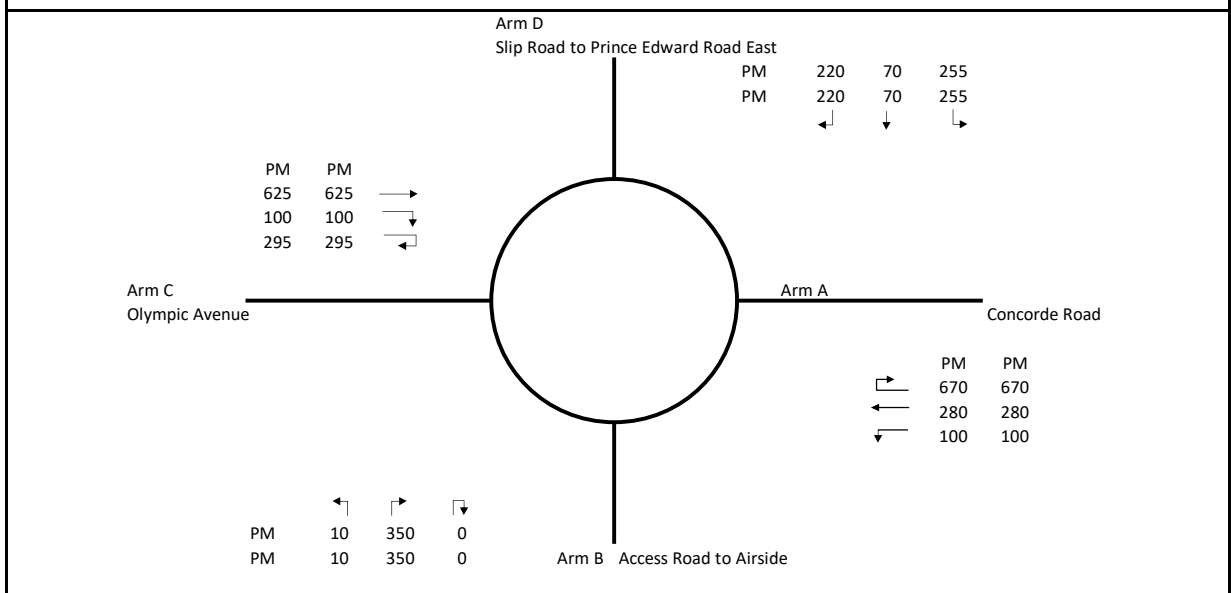 Arm D
Slip Road to Prince Edward Road East
PM 220 70 255
PM 220 70 255
PM PM
625 625
100 100
295 295
Arm C
Olympic Avenue
Arm A
Concorde Road
PM PM
670 670
280 280
100 100
PM 10 350 0
PM 10 350 0
Arm B Access Road to Airside